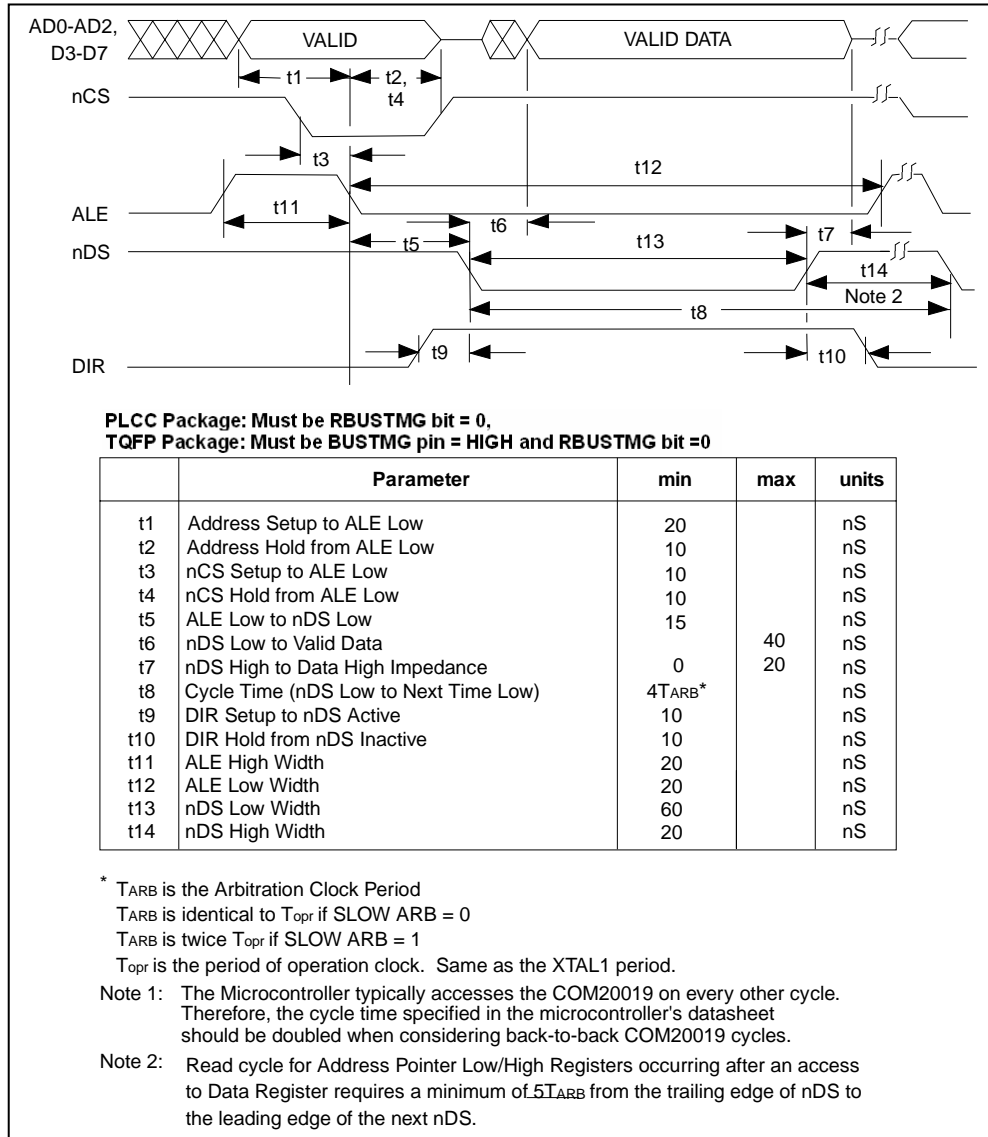 AD0-AD2,
D3-D7
VALID
VALID DATA
t1
t2,
t4
nCS
t3
t12
t11
ALE
t6
t5
t13
t7
nDS
t14
Note 2
t8
t9
t10
DIR
PLCC Package: Must be RBUSTMG bit = 0,
TQFP Package: Must be BUSTMG pin = HIGH and RBUSTMG bit =0
Parameter min max units
t1 Address Setup to ALE Low 20 nS
t2 Address Hold from ALE Low 10 nS
t3 nCS Setup to ALE Low 10 nS
t4 nCS Hold from ALE Low 10 nS
t5 ALE Low to nDS Low 15 nS
t6 nDS Low to Valid Data 40 nS
t7 nDS High to Data High Impedance 0 20 nS
t8 Cycle Time (nDS Low to Next Time Low) 4TARB* nS
t9 DIR Setup to nDS Active 10 nS
t10 DIR Hold from nDS Inactive 10 nS
t11 ALE High Width 20 nS
t12 ALE Low Width 20 nS
t13 nDS Low Width 60 nS
t14 nDS High Width 20 nS
* TARB is the Arbitration Clock Period
TARB is identical to Topr if SLOW ARB = 0
TARB is twice Topr if SLOW ARB = 1
Topr is the period of operation clock. Same as the XTAL1 period.
Note 1: The Microcontroller typically accesses the COM20019 on every other cycle.
Therefore, the cycle time specified in the microcontroller's datasheet
should be doubled when considering back-to-back COM20019 cycles.
Note 2: Read cycle for Address Pointer Low/High Registers occurring after an access
to Data Register requires a minimum of 5TARB from the trailing edge of nDS to
the leading edge of the next nDS.